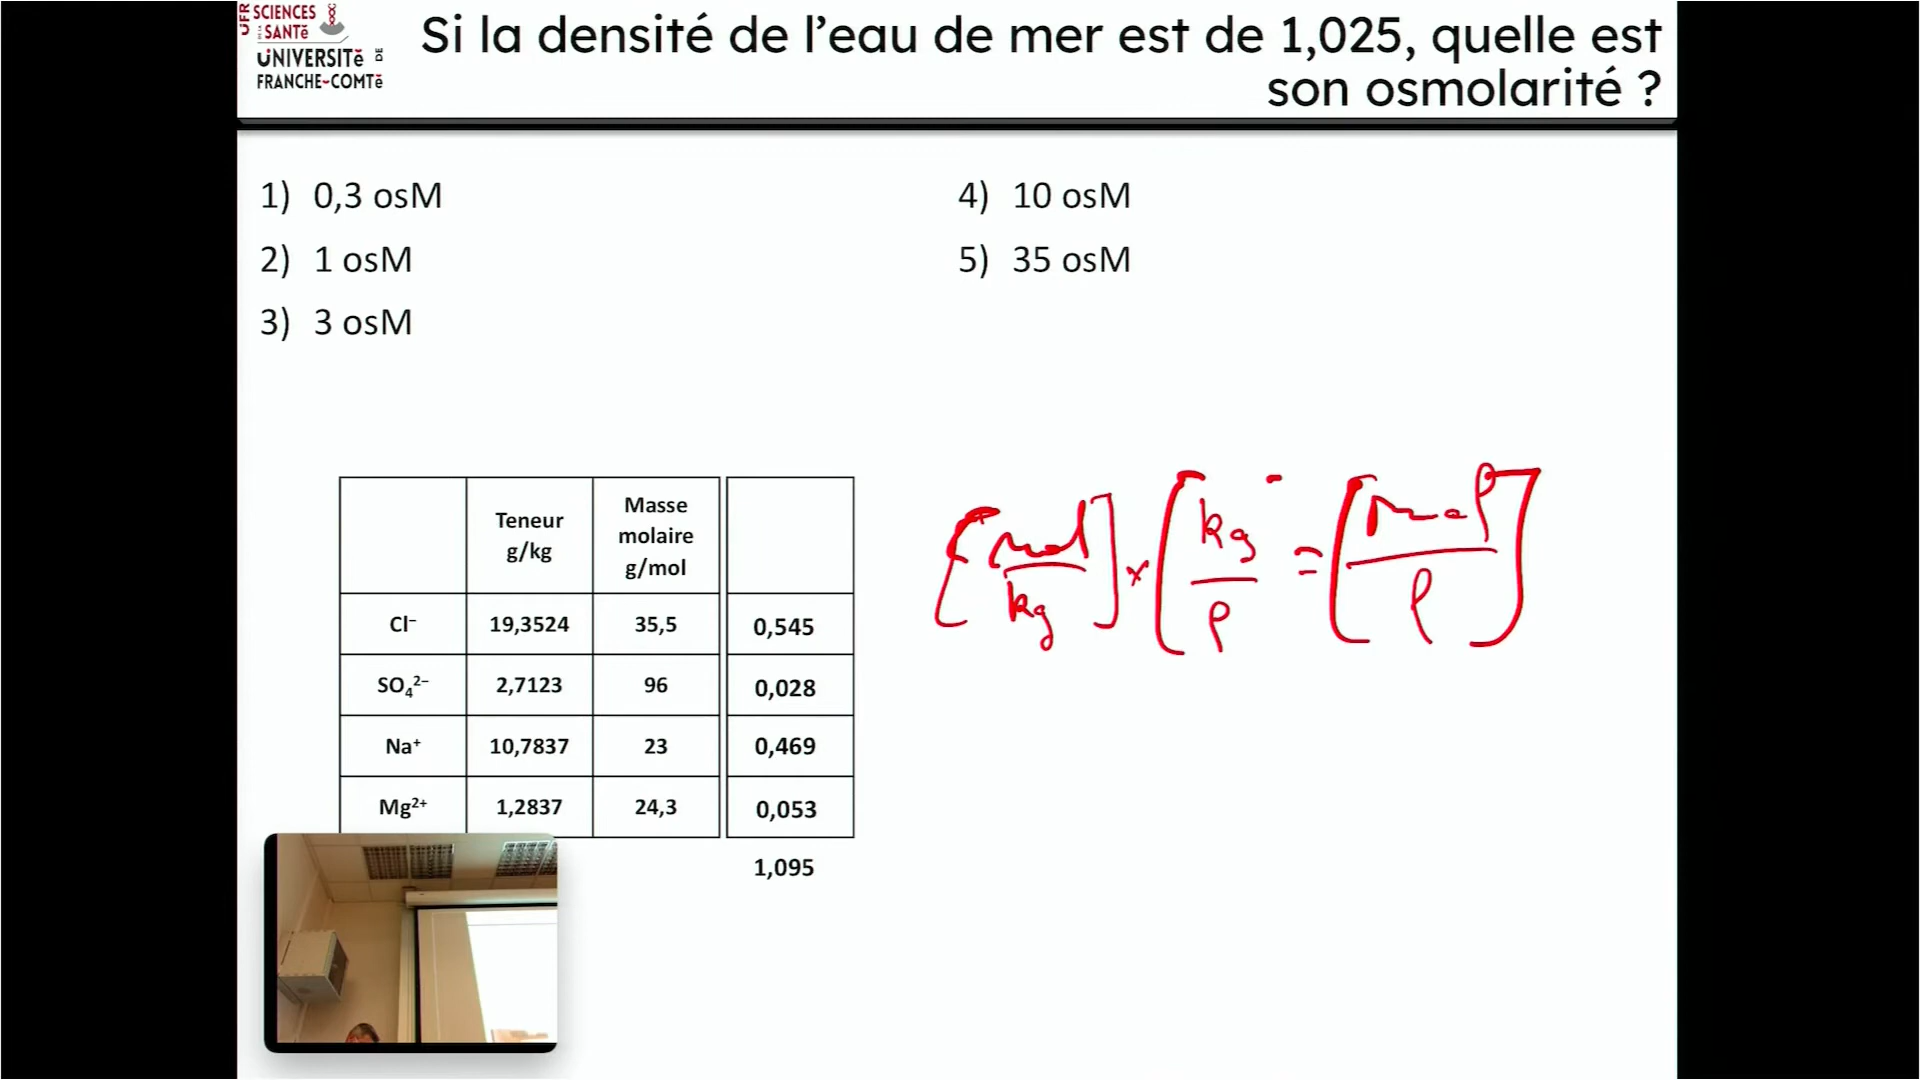 UFR SCIENCES
DE LA SANTé
UNIVERSITé DE
FRANCHE-COMTé
Si la densité de l’eau de mer est de 1,025, quelle est
son osmolarité ?
1) 0,3 osM
2) 1 osM
3) 3 osM
4) 10 osM
5) 35 osM
Teneur g/kg
Masse molaire g/mol
Cl⁻ 19,3524 35,5 0,545
SO₄²⁻ 2,7123 96 0,028
Na⁺ 10,7837 23 0,469
Mg²⁺ 1,2837 24,3 0,053
1,095
[mol/kg] × [kg/l] = [mol/l]